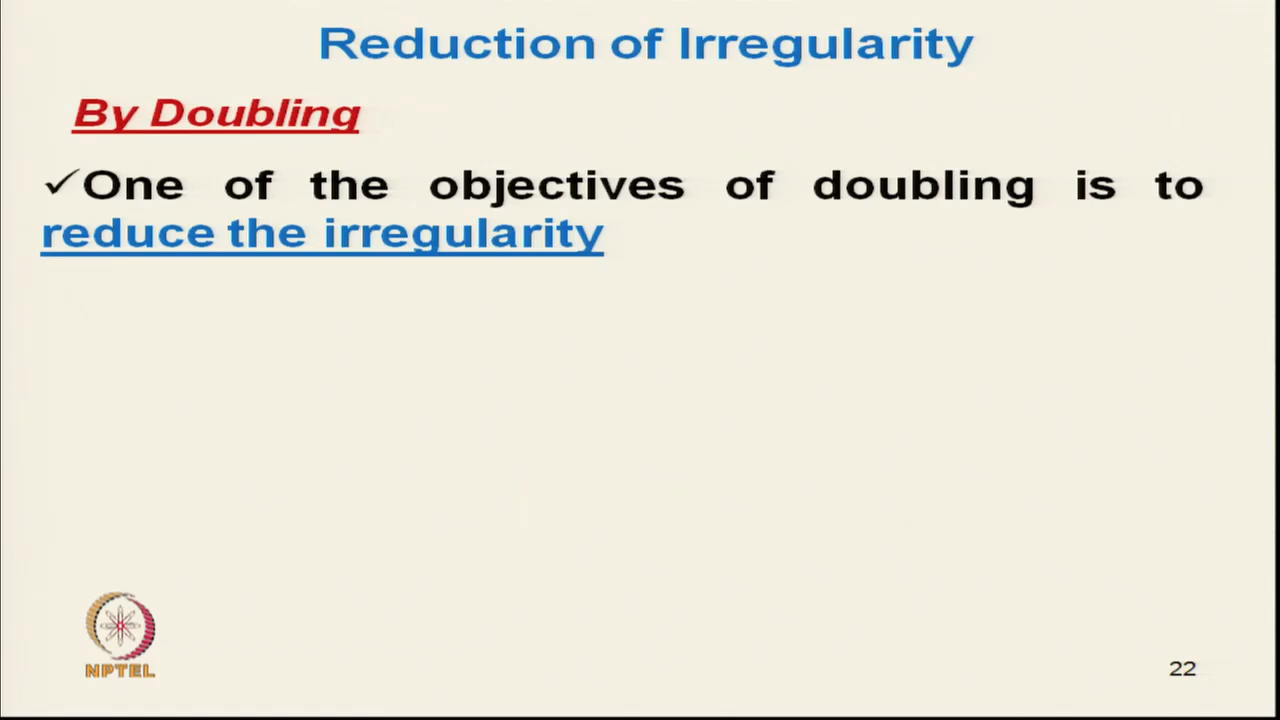 Reduction of Irregularity
By Doubling
✓One of the objectives of doubling is to
reduce the irregularity
NPTEL
22